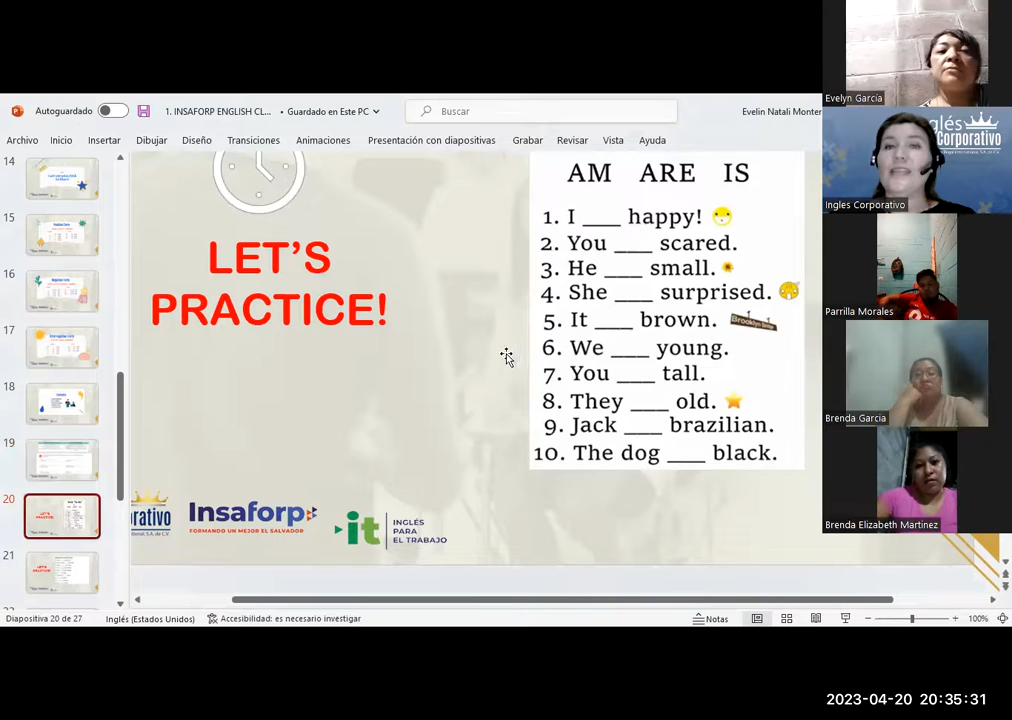 Autoguardado
1. INSAFORP ENGLISH CL... • Guardado en Este PC
Buscar
Evelin Natali Monter
Archivo Inicio Insertar Dibujar Diseño Transiciones Animaciones Presentación con diapositivas Grabar Revisar Vista Ayuda
14
15
16
17
18
19
20
21
LET'S
PRACTICE!
AM ARE IS
1. I ___ happy!
2. You ___ scared.
3. He ___ small.
4. She ___ surprised.
5. It ___ brown.
6. We ___ young.
7. You ___ tall.
8. They ___ old.
9. Jack ___ brazilian.
10. The dog ___ black.
orativo
Insaforp
FORMANDO UN MEJOR EL SALVADOR
it
INGLÉS
PARA
EL TRABAJO
Evelyn García
glés
Corporativo
Ingles Corporativo
Parrilla Morales
Brenda Garcia
Brenda Elizabeth Martinez
Diapositiva 20 de 27
Inglés (Estados Unidos)
Accesibilidad: es necesario investigar
Notas
100%
2023-04-20 20:35:31